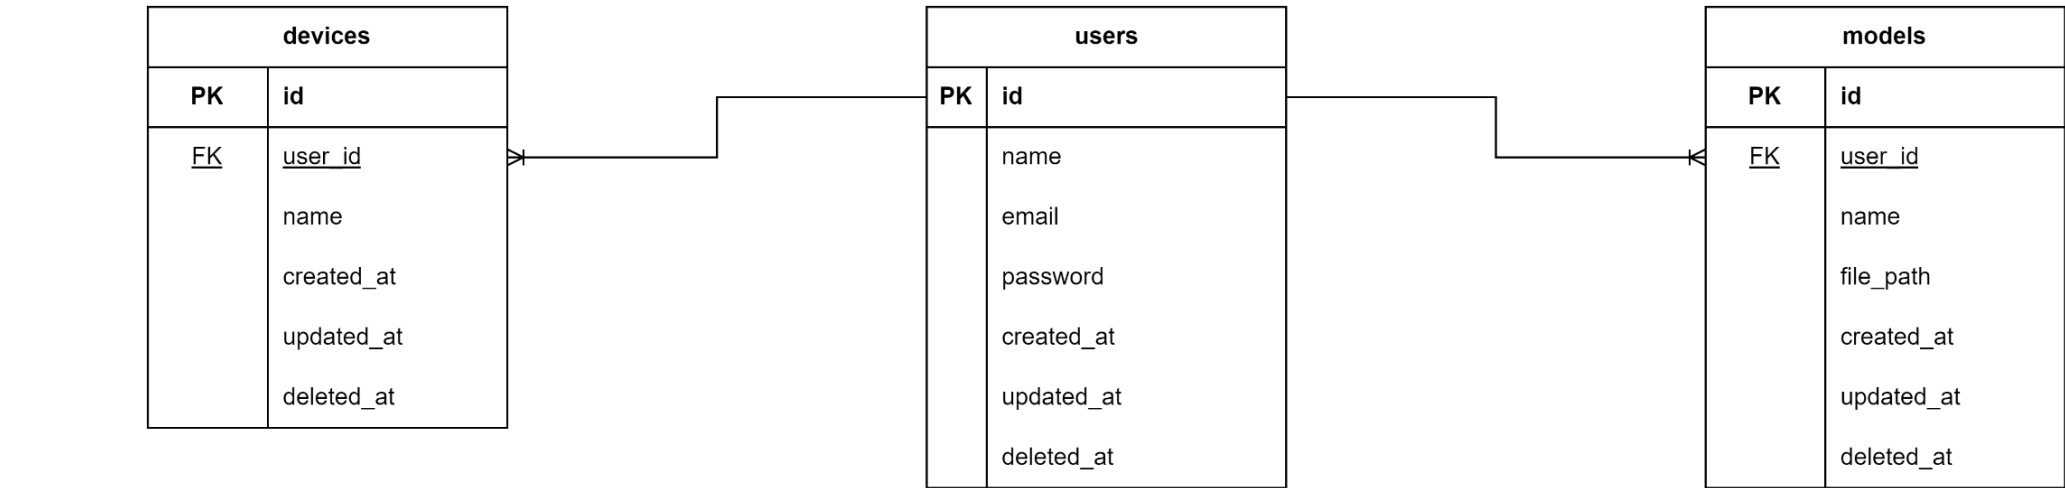 devices
PK id
FK user_id
name
created_at
updated_at
deleted_at
users
PK id
name
email
password
created_at
updated_at
deleted_at
models
PK id
FK user_id
name
file_path
created_at
updated_at
deleted_at